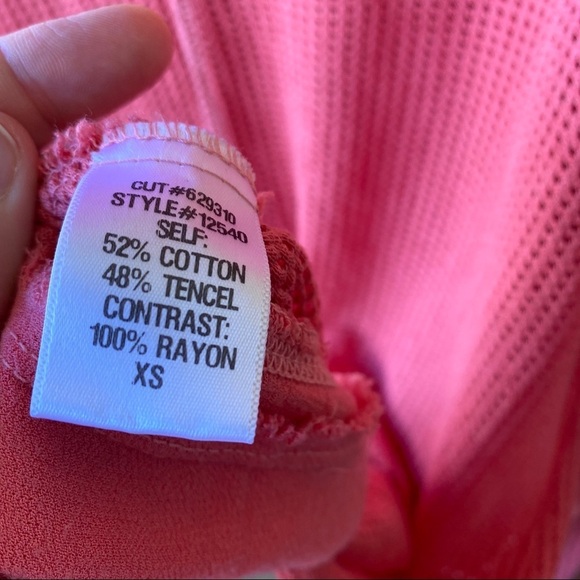 CUT#629310
STYLE#12540
SELF:
52% COTTON
48% TENCEL
CONTRAST:
100% RAYON
XS